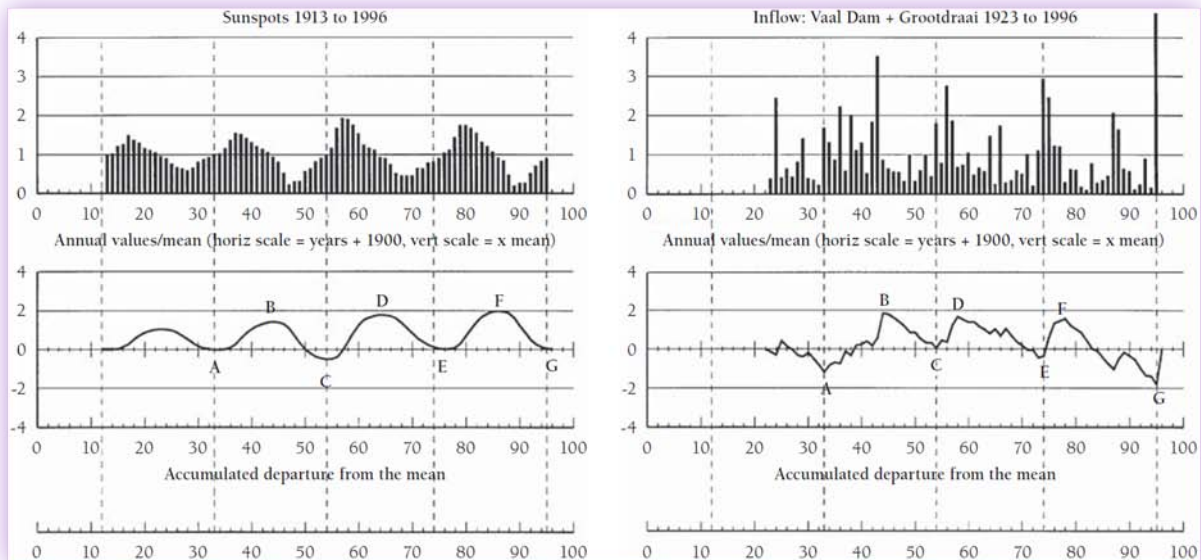 Sunspots 1913 to 1996
4
3
2
1
0
0 10 20 30 40 50 60 70 80 90 100
Annual values/mean (horiz scale = years + 1900, vert scale = x mean)
4
2
0
-2
-4
A B C D E F G
0 10 20 30 40 50 60 70 80 90 100
Accumulated departure from the mean
0 10 20 30 40 50 60 70 80 90 100
Inflow: Vaal Dam + Grootdraai 1923 to 1996
4
3
2
1
0
0 10 20 30 40 50 60 70 80 90 100
Annual values/mean (horiz scale = years + 1900, vert scale = x mean)
4
2
0
-2
-4
A B C D E F G
0 10 20 30 40 50 60 70 80 90 100
Accumulated departure from the mean
0 10 20 30 40 50 60 70 80 90 100